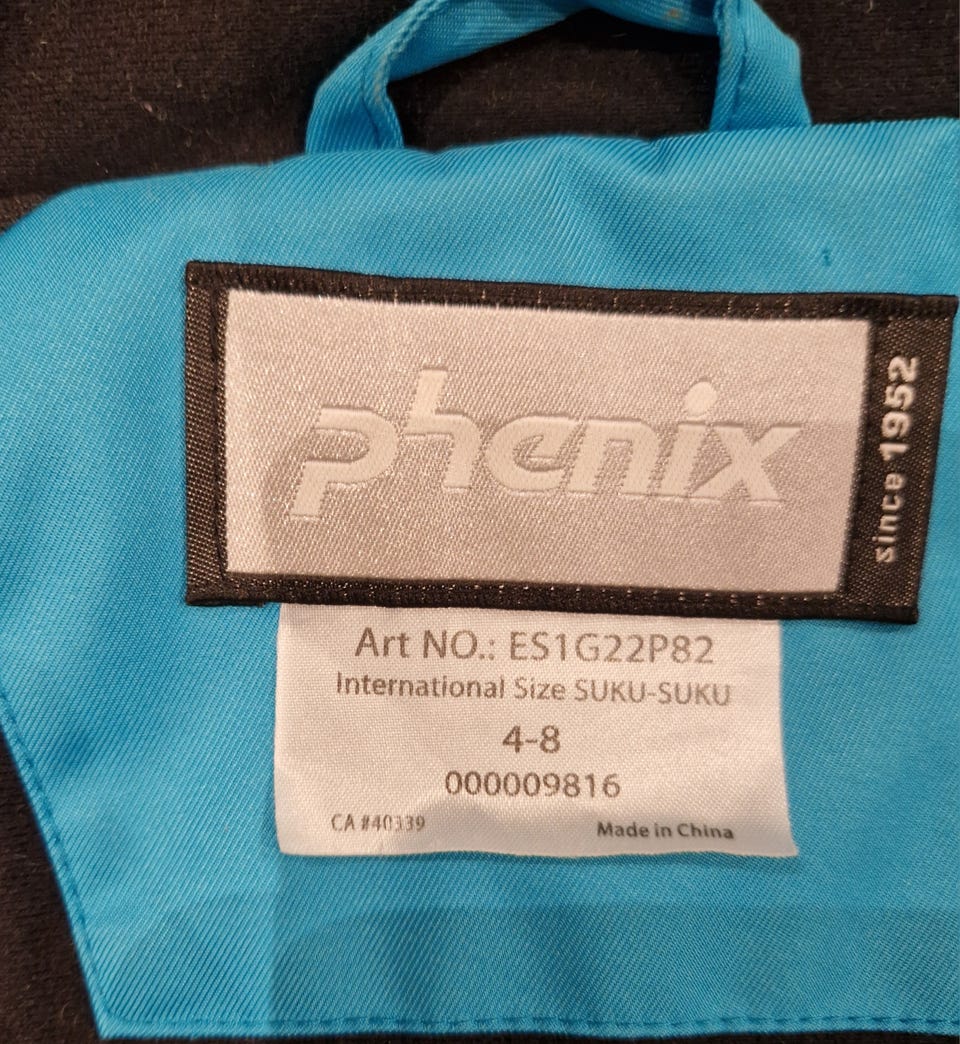 phenix
since 1952
Art NO.: ES1G22P82
International Size SUKU-SUKU
4-8
000009816
CA #40339
Made in China